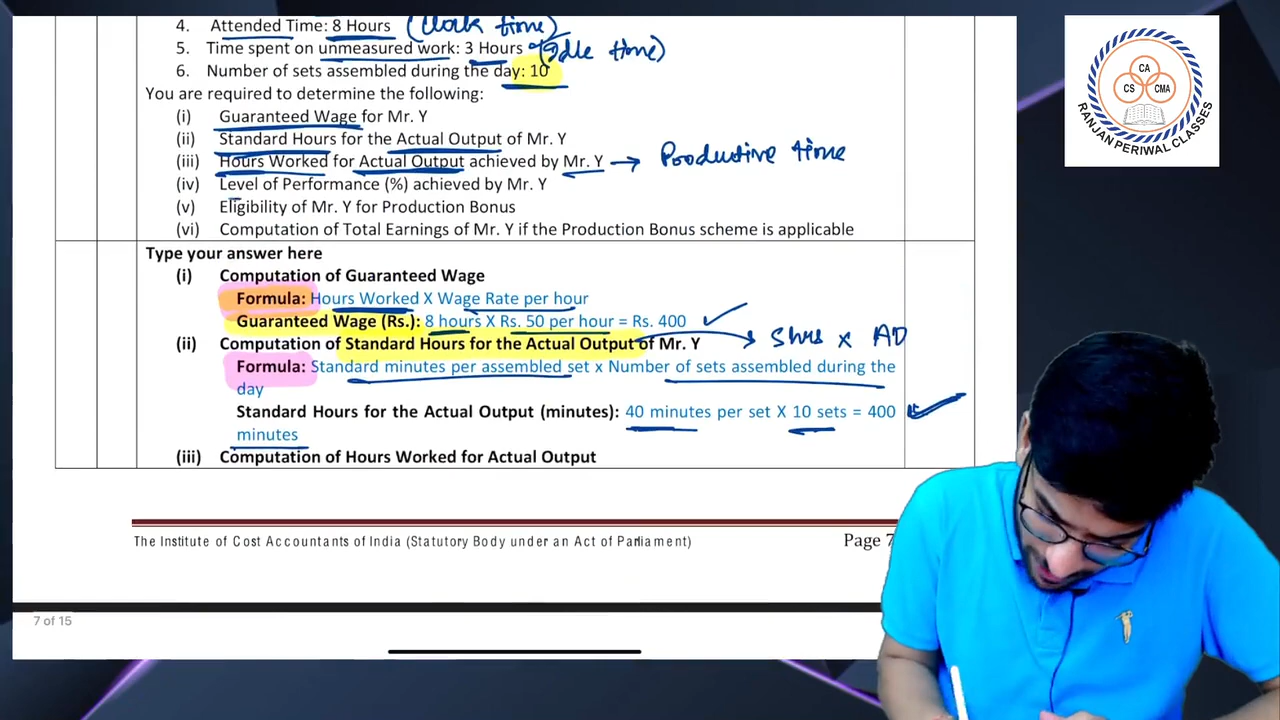 4. Attended Time: 8 Hours (Clock time)
5. Time spent on unmeasured work: 3 Hours (Idle time)
6. Number of sets assembled during the day: 10
You are required to determine the following:
(i) Guaranteed Wage for Mr. Y
(ii) Standard Hours for the Actual Output of Mr. Y
(iii) Hours Worked for Actual Output achieved by Mr. Y → Productive time
(iv) Level of Performance (%) achieved by Mr. Y
(v) Eligibility of Mr. Y for Production Bonus
(vi) Computation of Total Earnings of Mr. Y if the Production Bonus scheme is applicable
Type your answer here
(i) Computation of Guaranteed Wage
Formula: Hours Worked X Wage Rate per hour
Guaranteed Wage (Rs.): 8 hours X Rs. 50 per hour = Rs. 400
(ii) Computation of Standard Hours for the Actual Output of Mr. Y → Shrs x AO
Formula: Standard minutes per assembled set x Number of sets assembled during the
day
Standard Hours for the Actual Output (minutes): 40 minutes per set X 10 sets = 400
minutes
(iii) Computation of Hours Worked for Actual Output
The Institute of Cost Accountants of India (Statutory Body under an Act of Parliament) Page 7
7 of 15
CA
CS
CMA
RANJAN PERIWAL CLASSES